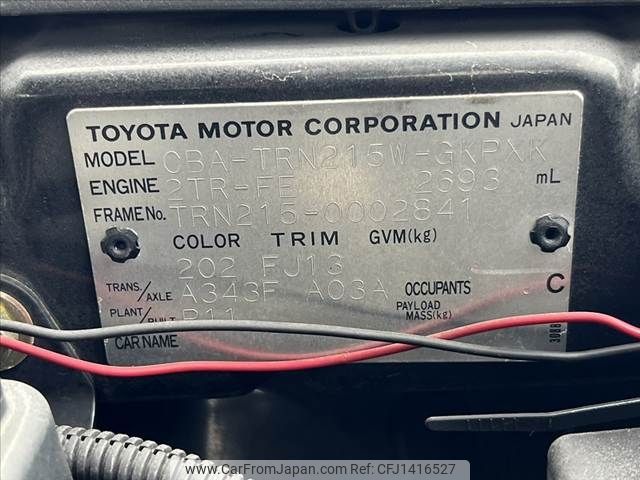 TOYOTA MOTOR CORPORATION JAPAN
MODEL CBA-TRN215W-GKPXK
ENGINE 2TR-FE 2693 mL
FRAME No. TRN215-0002841
COLOR TRIM GVM(kg)
202 FJ13
TRANS./AXLE A343F A03A OCCUPANTS C
PLANT/ PAYLOAD MASS(kg)
CAR NAME
www.CarFromJapan.com © CarFromJapan.com CFJ1416527